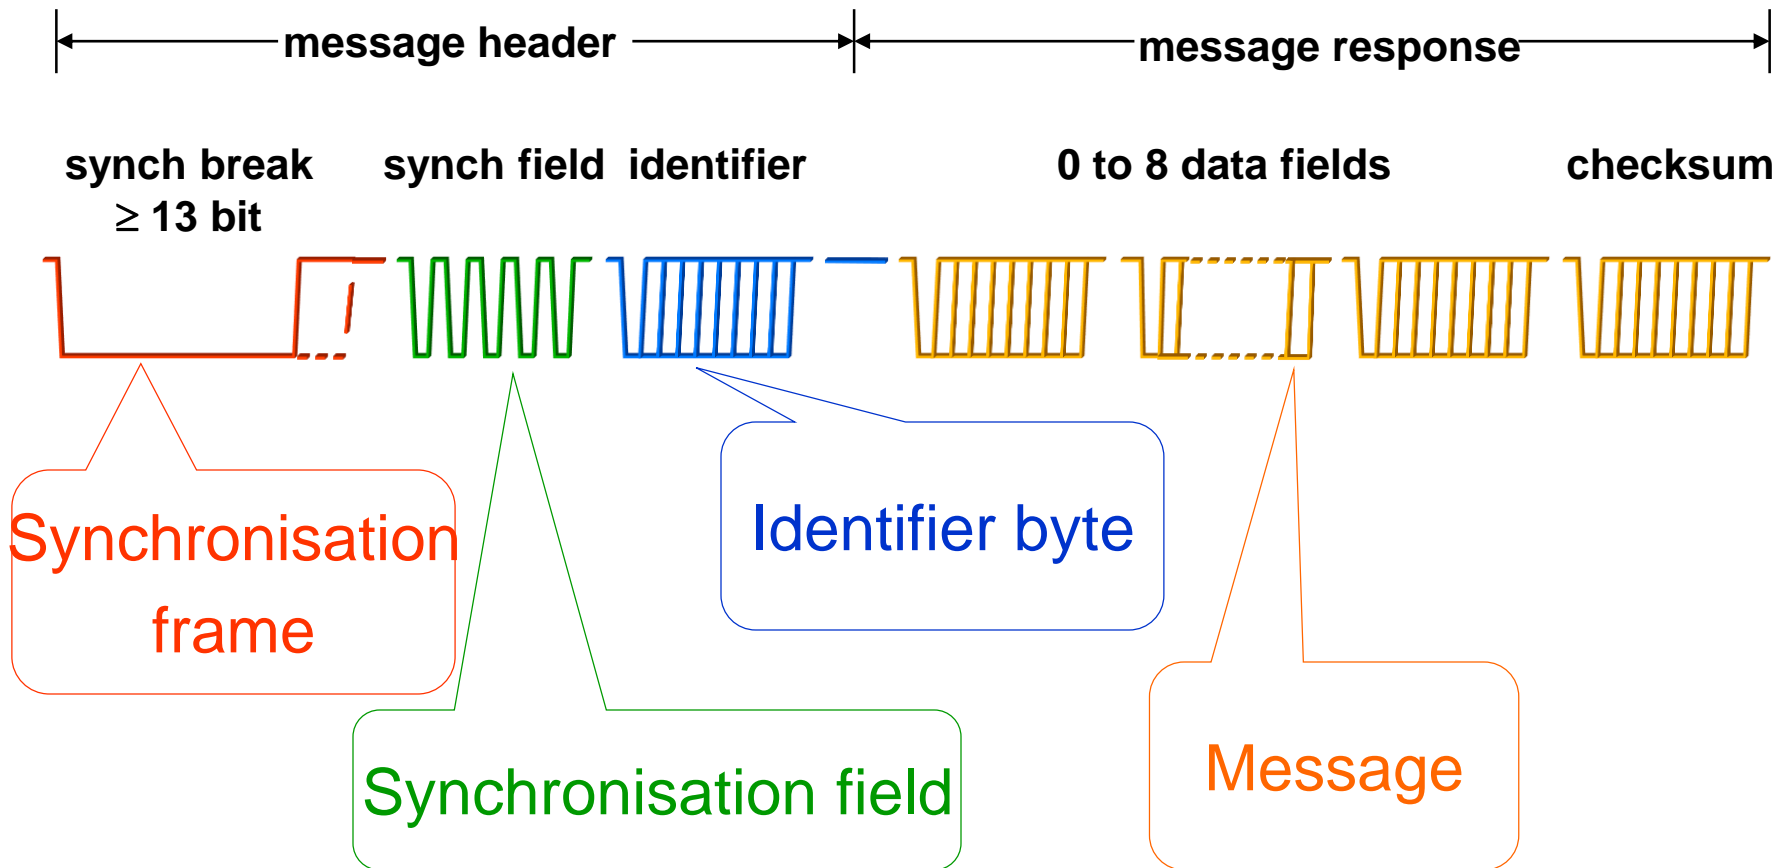 message header
message response
synch break
≥ 13 bit
synch field
identifier
0 to 8 data fields
checksum
Synchronisation
frame
Identifier byte
Synchronisation field
Message